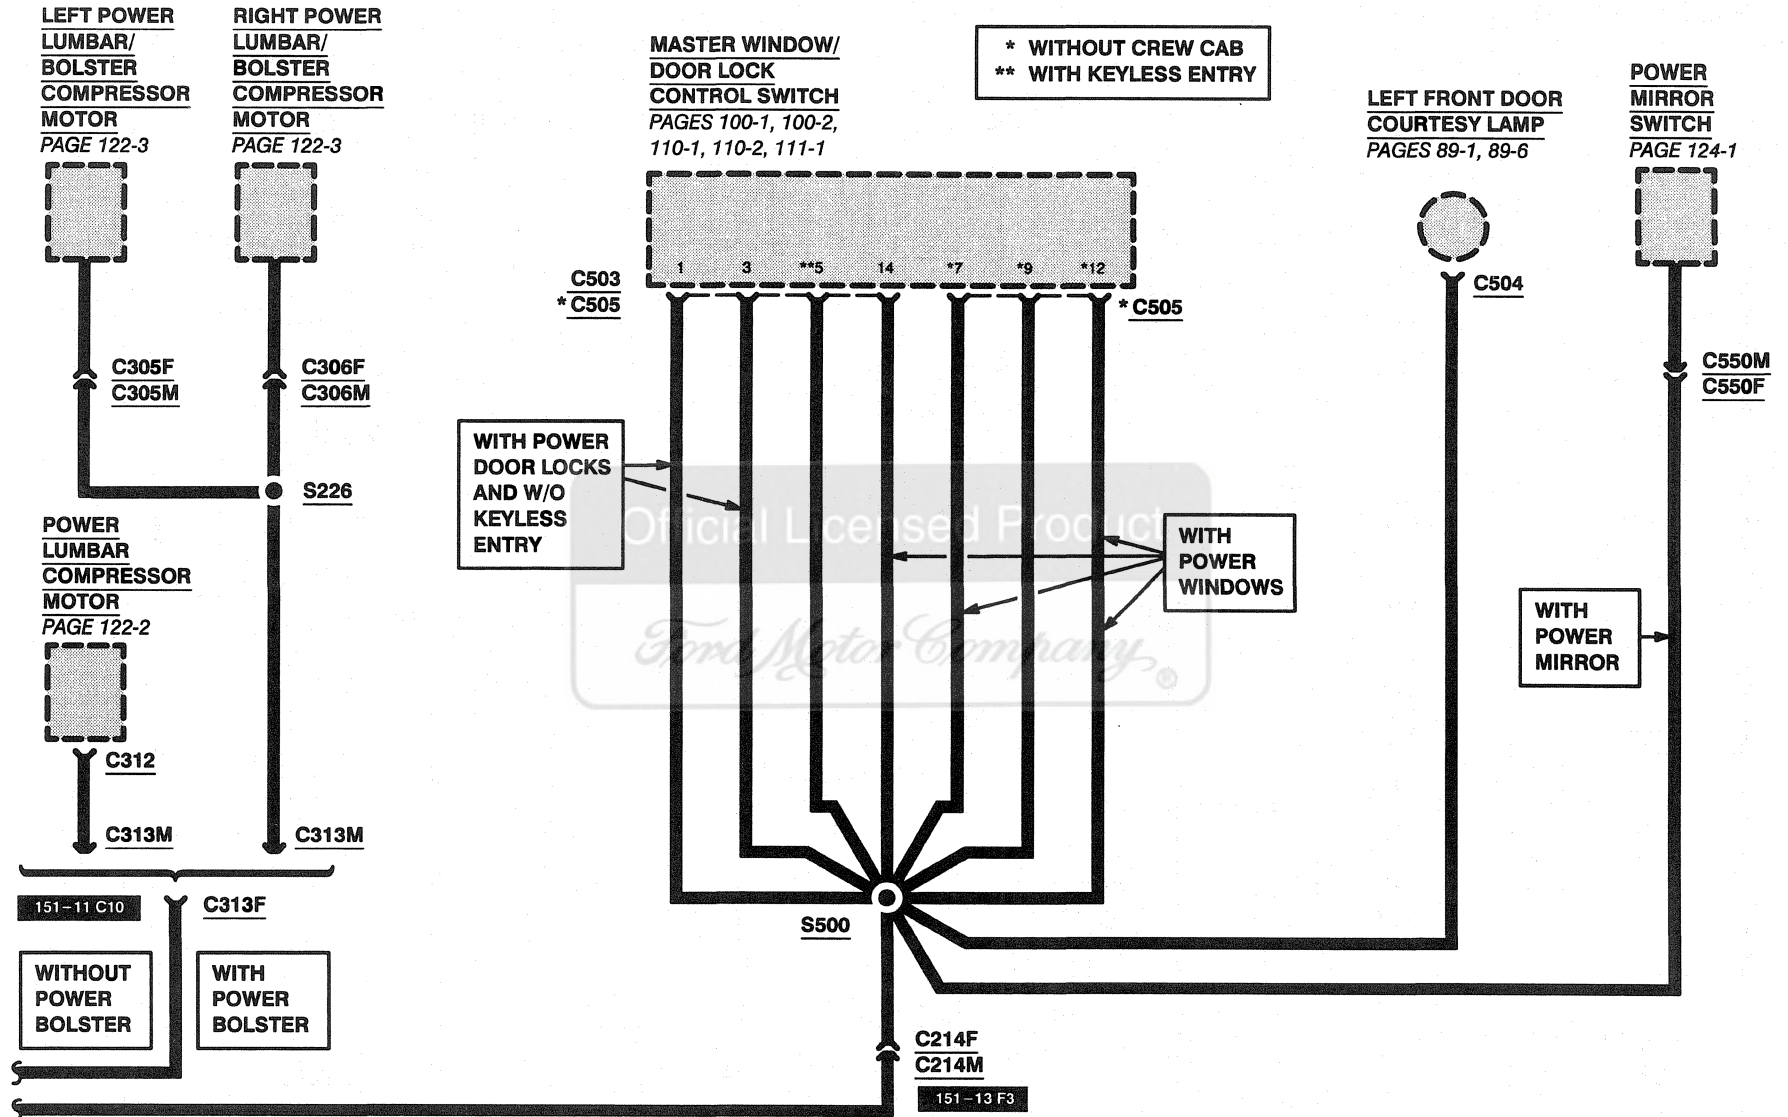 LEFT POWER
LUMBAR/
BOLSTER
COMPRESSOR
MOTOR
PAGE 122-3
RIGHT POWER
LUMBAR/
BOLSTER
COMPRESSOR
MOTOR
PAGE 122-3
MASTER WINDOW/
DOOR LOCK
CONTROL SWITCH
PAGES 100-1, 100-2,
110-1, 110-2, 111-1
* WITHOUT CREW CAB
** WITH KEYLESS ENTRY
LEFT FRONT DOOR
COURTESY LAMP
PAGES 89-1, 89-6
POWER
MIRROR
SWITCH
PAGE 124-1
1 3 **5 14 *7 *9 *12
C503
* C505
* C505
C504
C305F
C305M
C306F
C306M
C550M
C550F
WITH POWER
DOOR LOCKS
AND W/O
KEYLESS
ENTRY
S226
Official Licensed Product
Ford Motor Company
®
WITH
POWER
WINDOWS
POWER
LUMBAR
COMPRESSOR
MOTOR
PAGE 122-2
WITH
POWER
MIRROR
C312
C313M
C313M
151-11 C10
C313F
S500
WITHOUT
POWER
BOLSTER
WITH
POWER
BOLSTER
C214F
C214M
151-13 F3